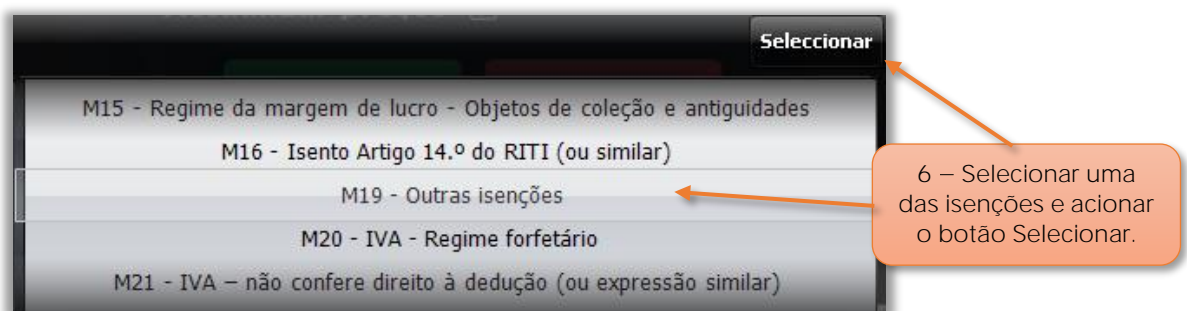 Seleccionar
M15 - Regime da margem de lucro - Objetos de coleção e antiguidades
M16 - Isento Artigo 14.º do RITI (ou similar)
M19 - Outras isenções
M20 - IVA - Regime forfetário
M21 - IVA – não confere direito à dedução (ou expressão similar)
6 – Selecionar uma
das isenções e acionar
o botão Selecionar.